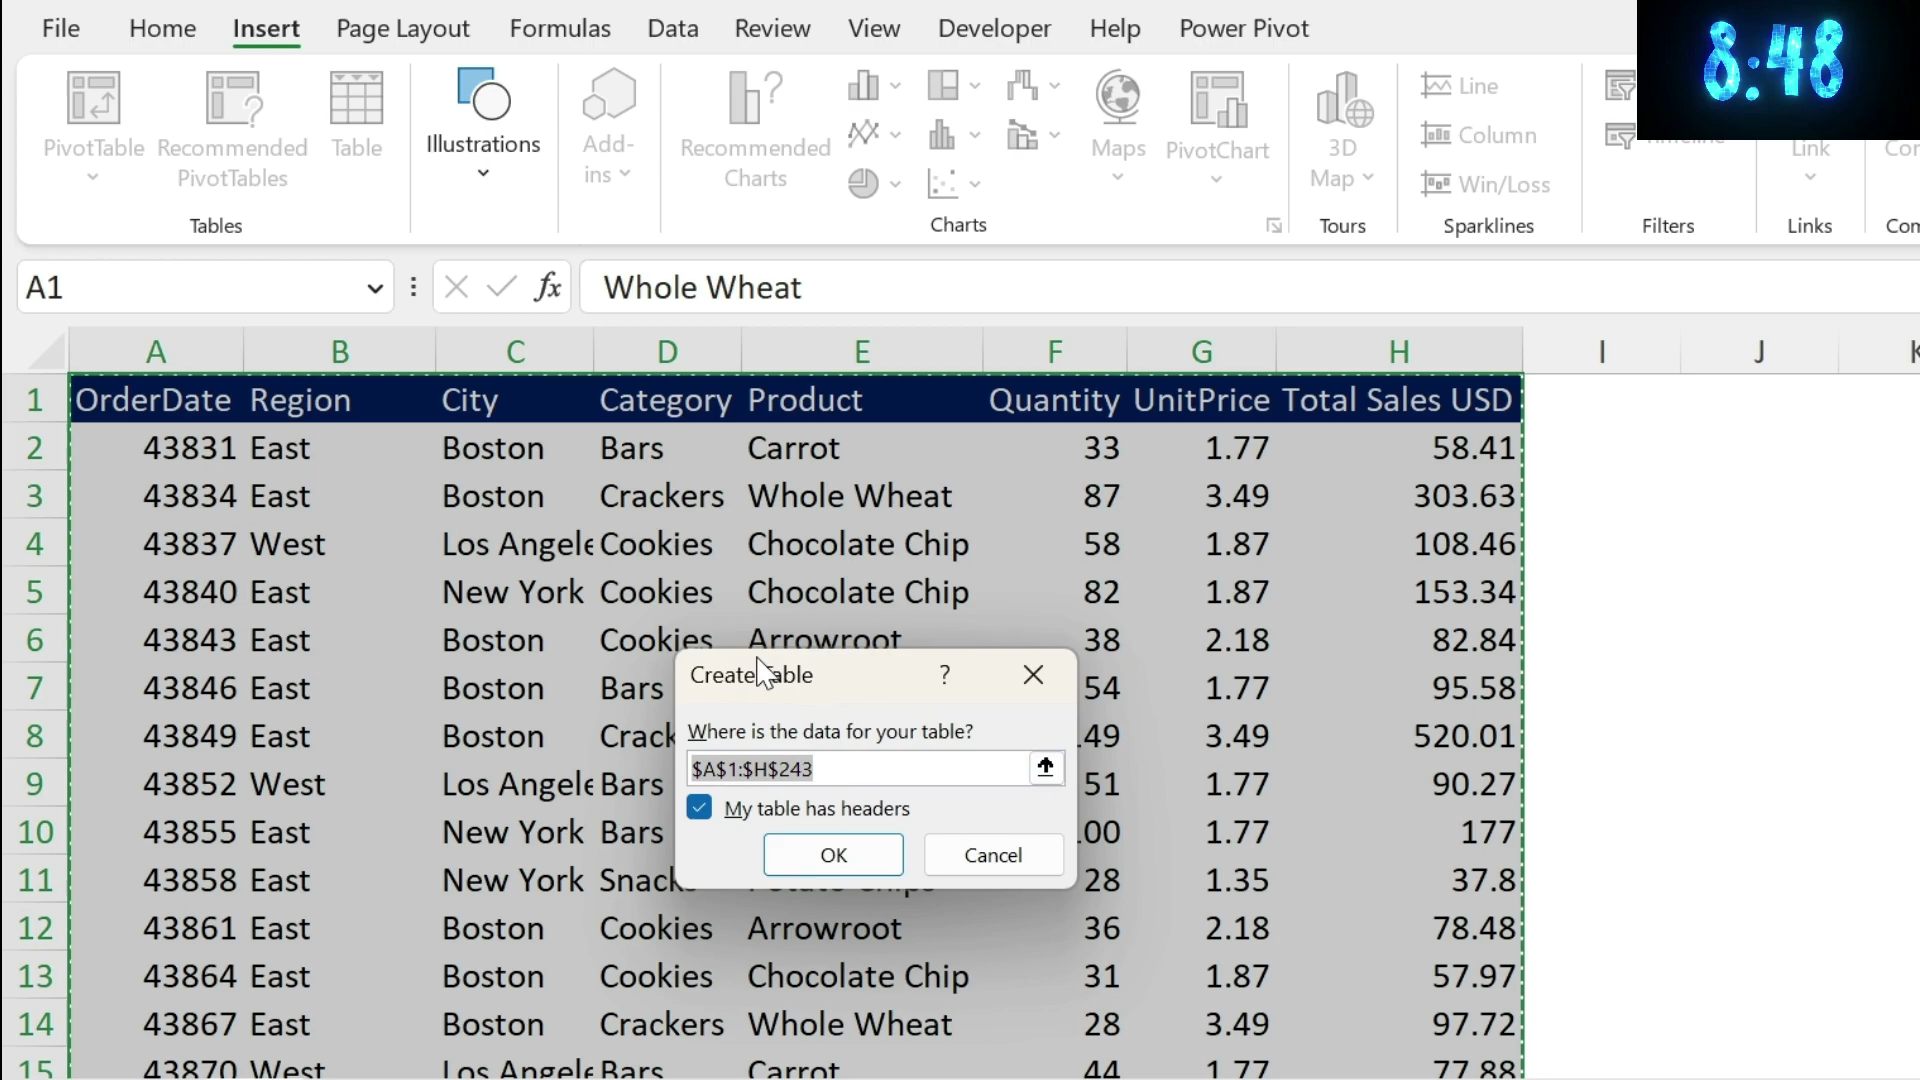 File Home Insert Page Layout Formulas Data Review View Developer Help Power Pivot
8:48
PivotTable
Recommended
PivotTables
Table
Illustrations
Add-
ins
Recommended
Charts
Maps
PivotChart
3D
Map
Line
Column
Win/Loss
Link
Tables
Charts
Tours
Sparklines
Filters
Links
A1
fx
Whole Wheat
A B C D E F G H I J
1 OrderDate Region City Category Product Quantity UnitPrice Total Sales USD
2 43831 East Boston Bars Carrot 33 1.77 58.41
3 43834 East Boston Crackers Whole Wheat 87 3.49 303.63
4 43837 West Los Angele Cookies Chocolate Chip 58 1.87 108.46
5 43840 East New York Cookies Chocolate Chip 82 1.87 153.34
6 43843 East Boston Cookies Arrowroot 38 2.18 82.84
7 43846 East Boston Bars 54 1.77 95.58
8 43849 East Boston Crack 49 3.49 520.01
9 43852 West Los Angele Bars 51 1.77 90.27
10 43855 East New York Bars 00 1.77 177
11 43858 East New York Snack 28 1.35 37.8
12 43861 East Boston Cookies Arrowroot 36 2.18 78.48
13 43864 East Boston Cookies Chocolate Chip 31 1.87 57.97
14 43867 East Boston Crackers Whole Wheat 28 3.49 97.72
15 43870 West Los Angele Bars Carrot 44 1.77 77.88
Create Table
?
Where is the data for your table?
$A$1:$H$243
My table has headers
OK
Cancel